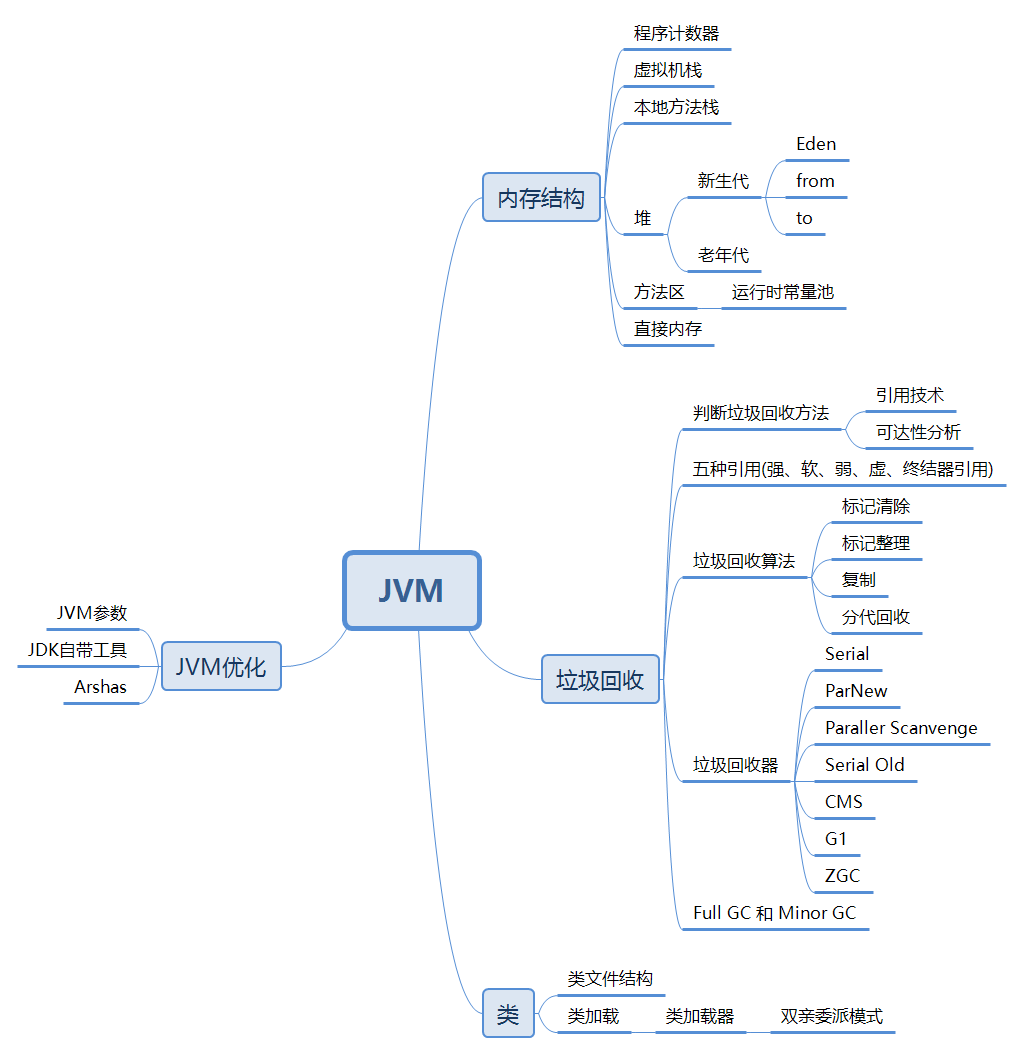 JVM
内存结构
程序计数器
虚拟机栈
本地方法栈
堆
新生代
Eden
from
to
老年代
方法区
运行时常量池
直接内存
垃圾回收
判断垃圾回收方法
引用技术
可达性分析
五种引用(强、软、弱、虚、终结器引用)
垃圾回收算法
标记清除
标记整理
复制
分代回收
垃圾回收器
Serial
ParNew
Paraller Scanvenge
Serial Old
CMS
G1
ZGC
Full GC 和 Minor GC
类
类文件结构
类加载
类加载器
双亲委派模式
JVM优化
JVM参数
JDK自带工具
Arshas